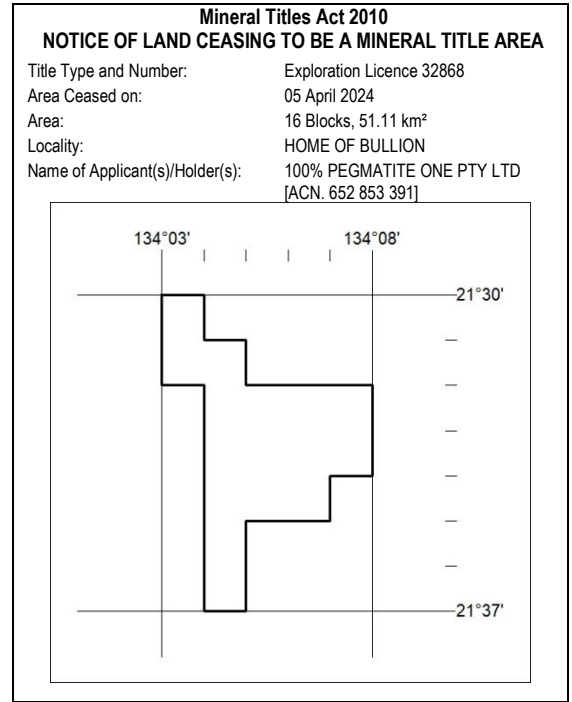 Mineral Titles Act 2010
NOTICE OF LAND CEASING TO BE A MINERAL TITLE AREA
Title Type and Number: Exploration Licence 32868
Area Ceased on: 05 April 2024
Area: 16 Blocks, 51.11 km²
Locality: HOME OF BULLION
Name of Applicant(s)/Holder(s): 100% PEGMATITE ONE PTY LTD
[ACN. 652 853 391]
134°03' 134°08'
21°30'
21°37'